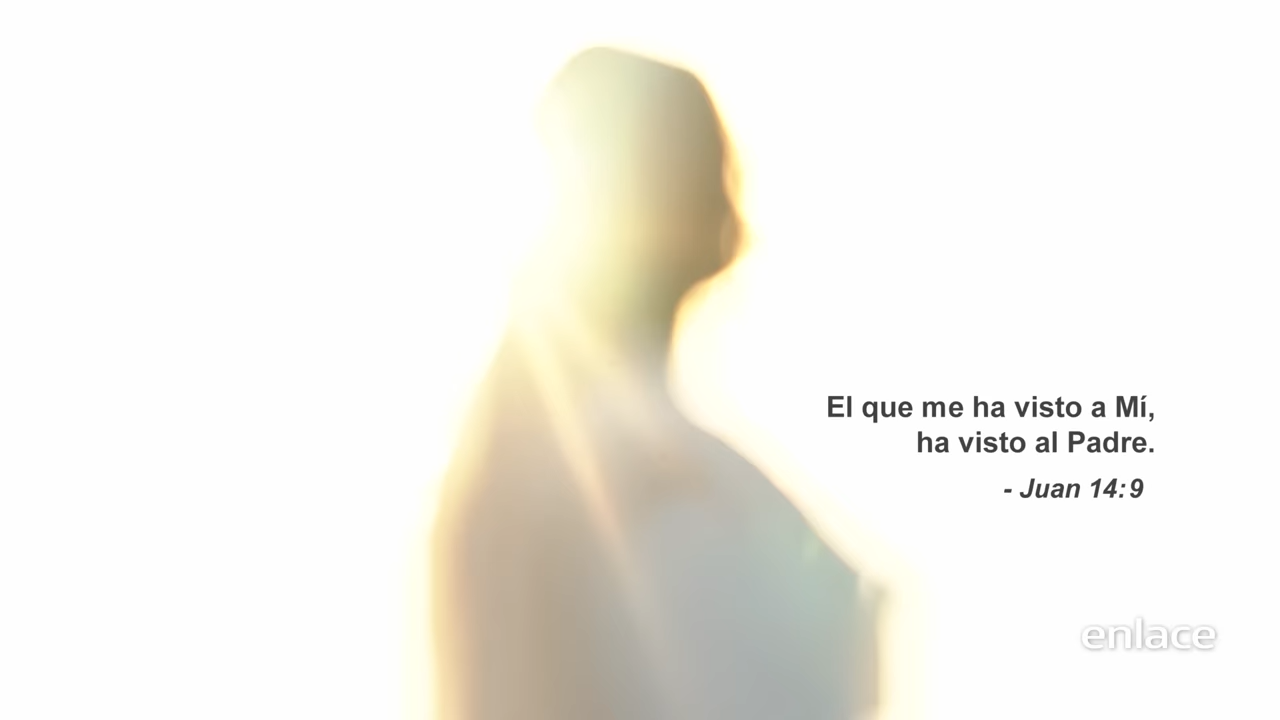 El que me ha visto a Mí,
ha visto al Padre.
- Juan 14:9
enlace